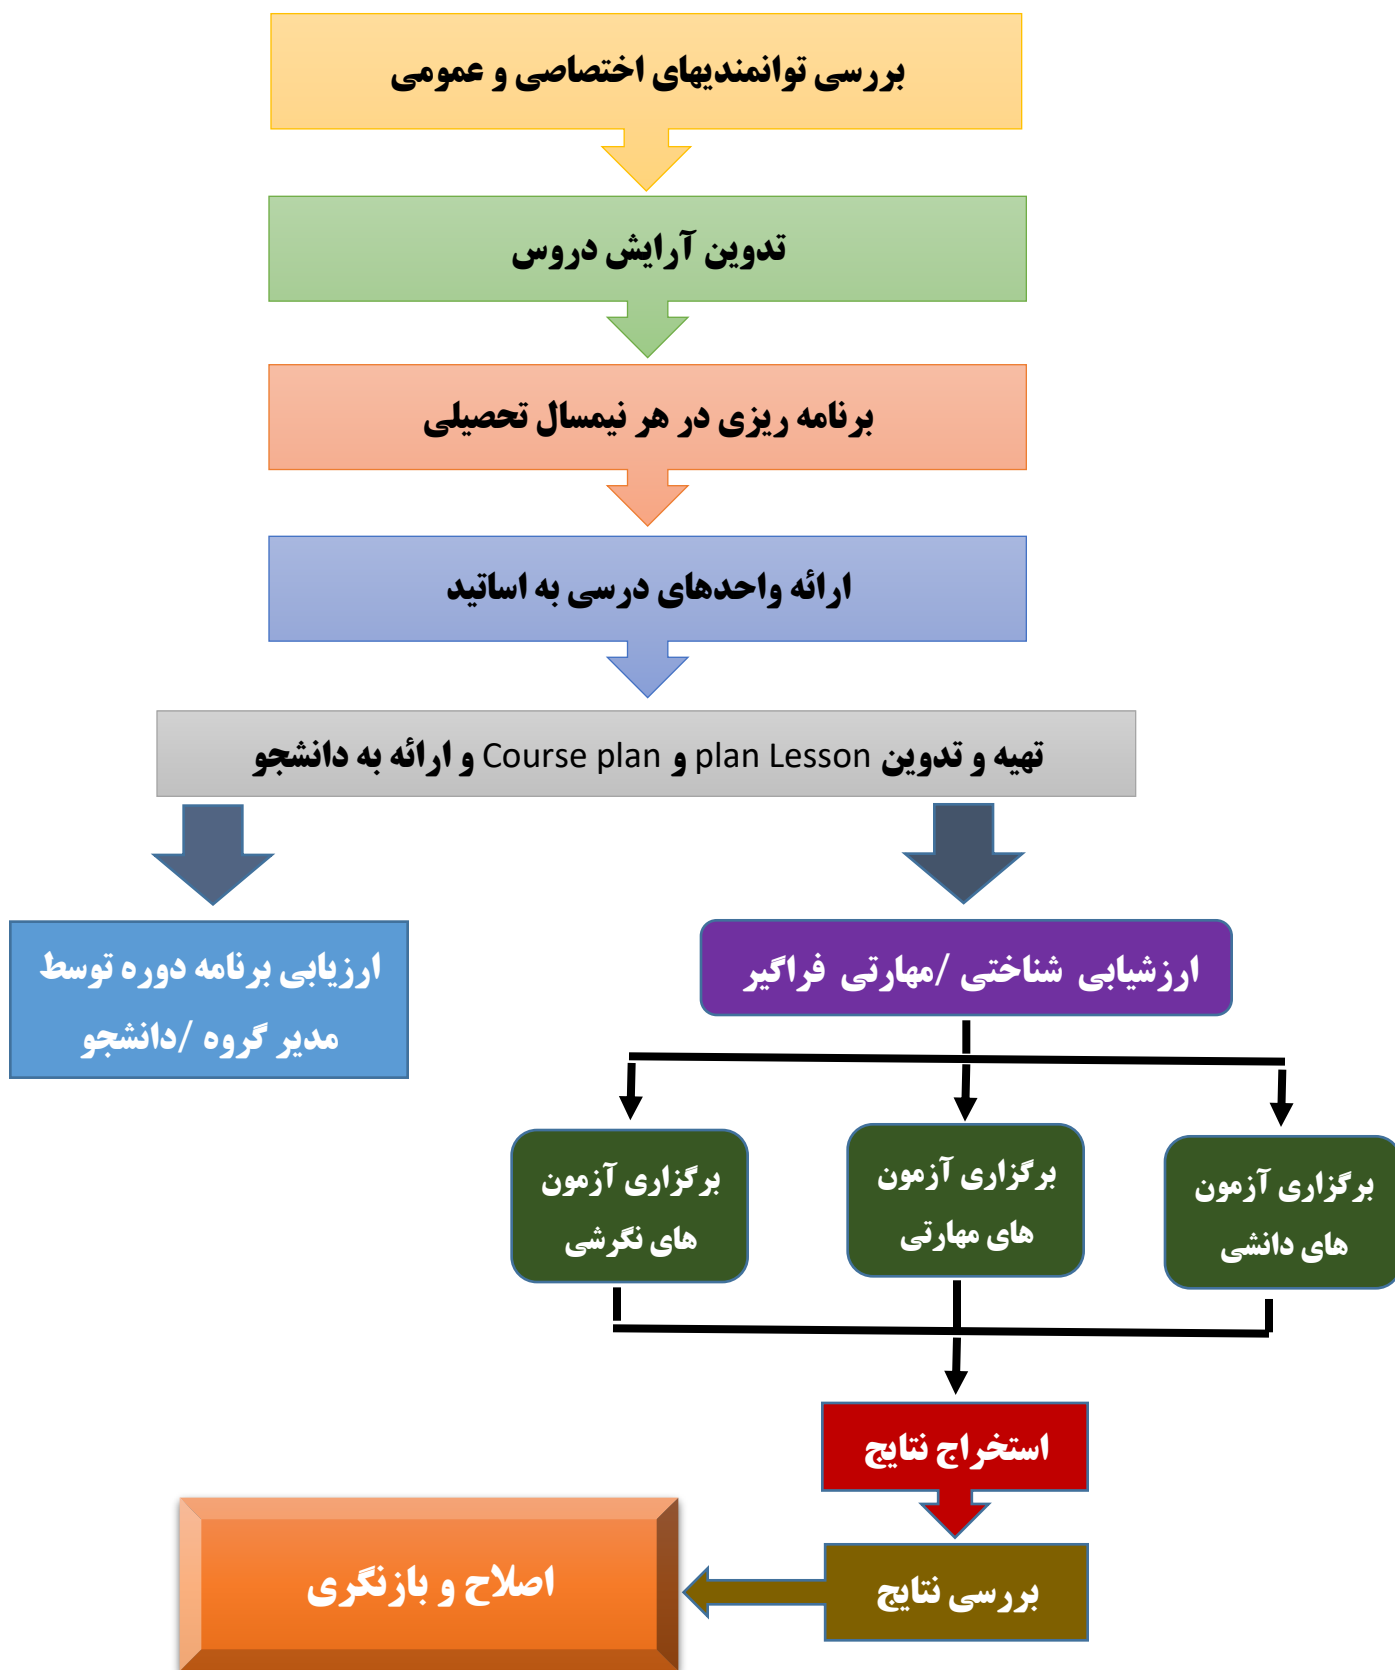 بررسی توانمندیهای اختصاصی و عمومی
تدوین آرایش دروس
برنامه ریزی در هر نیمسال تحصیلی
ارائه واحدهای درسی به اساتید
تهیه و تدوین plan Lesson و Course plan و ارائه به دانشجو
ارزشیابی شناختی /مهارتی فراگیر
ارزیابی برنامه دوره توسط
مدیر گروه /دانشجو
برگزاری آزمون
های دانشی
برگزاری آزمون
های مهارتی
برگزاری آزمون
های نگرشی
استخراج نتایج
بررسی نتایج
اصلاح و بازنگری